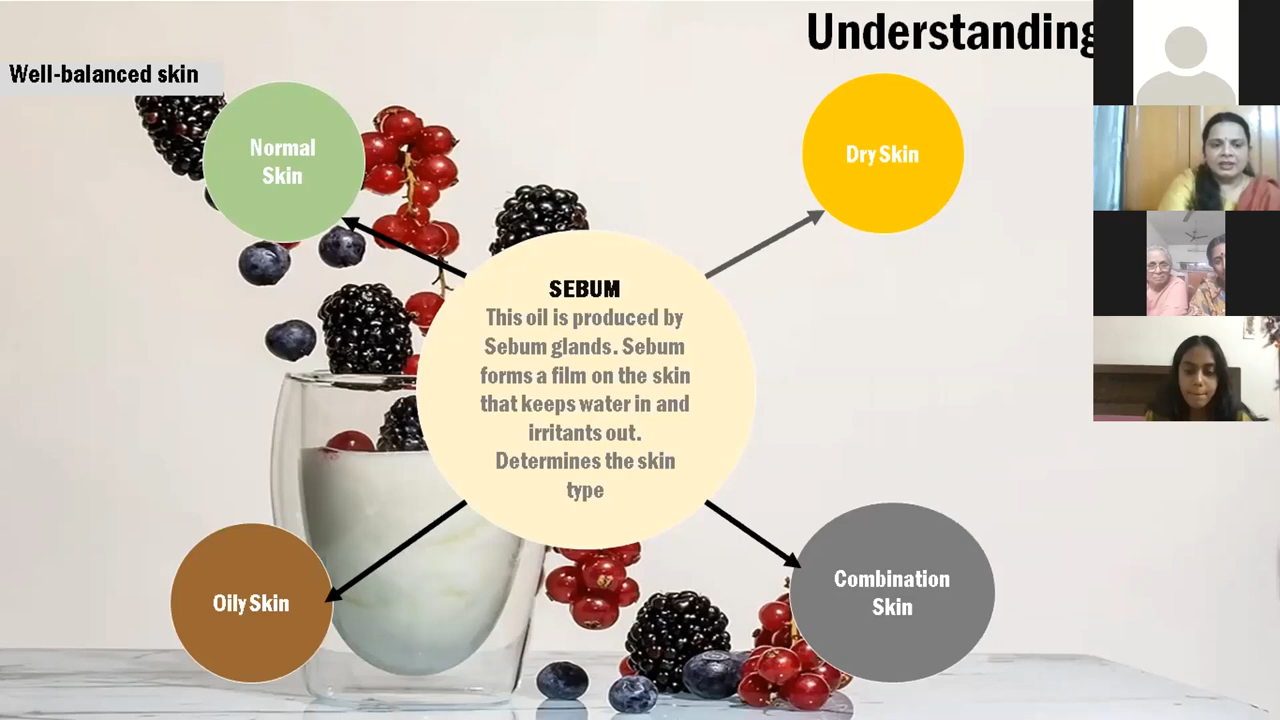 Understanding
Well-balanced skin
Normal
Skin
Dry Skin
SEBUM
This oil is produced by
Sebum glands. Sebum
forms a film on the skin
that keeps water in and
irritants out.
Determines the skin
type
Oily Skin
Combination
Skin